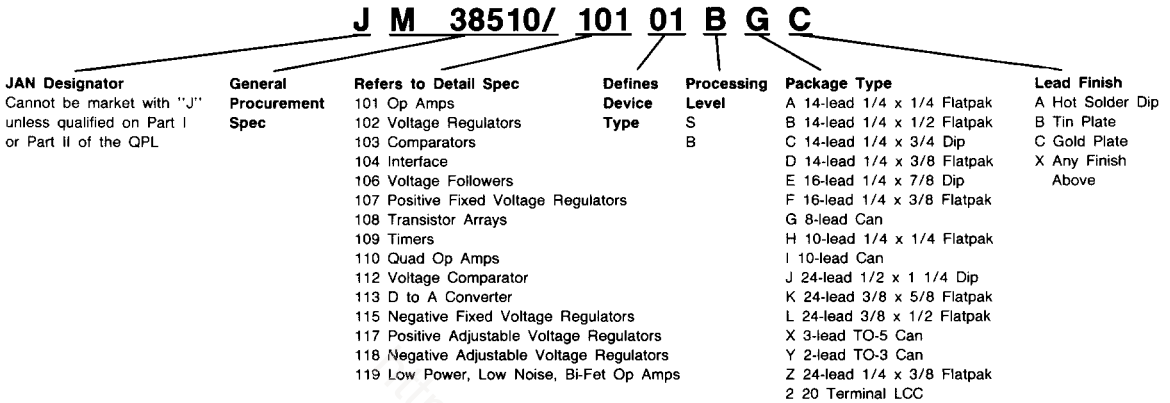 J M 38510/ 101 01 B G C
JAN Designator
Cannot be market with "J"
unless qualified on Part I
or Part II of the QPL
General
Procurement
Spec
Refers to Detail Spec
101 Op Amps
102 Voltage Regulators
103 Comparators
104 Interface
106 Voltage Followers
107 Positive Fixed Voltage Regulators
108 Transistor Arrays
109 Timers
110 Quad Op Amps
112 Voltage Comparator
113 D to A Converter
115 Negative Fixed Voltage Regulators
117 Positive Adjustable Voltage Regulators
118 Negative Adjustable Voltage Regulators
119 Low Power, Low Noise, Bi-Fet Op Amps
Defines
Device
Type
Processing
Level
S
B
Package Type
A 14-lead 1/4 x 1/4 Flatpak
B 14-lead 1/4 x 1/2 Flatpak
C 14-lead 1/4 x 3/4 Dip
D 14-lead 1/4 x 3/8 Flatpak
E 16-lead 1/4 x 7/8 Dip
F 16-lead 1/4 x 3/8 Flatpak
G 8-lead Can
H 10-lead 1/4 x 1/4 Flatpak
I 10-lead Can
J 24-lead 1/2 x 1 1/4 Dip
K 24-lead 3/8 x 5/8 Flatpak
L 24-lead 3/8 x 1/2 Flatpak
X 3-lead TO-5 Can
Y 2-lead TO-3 Can
Z 24-lead 1/4 x 3/8 Flatpak
2 20 Terminal LCC
Lead Finish
A Hot Solder Dip
B Tin Plate
C Gold Plate
X Any Finish
Above